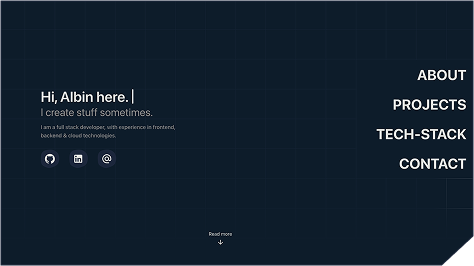 Hi, Albin here. |
I create stuff sometimes.
I am a full stack developer, with experience in frontend,
backend & cloud technologies.
ABOUT
PROJECTS
TECH-STACK
CONTACT
Read more